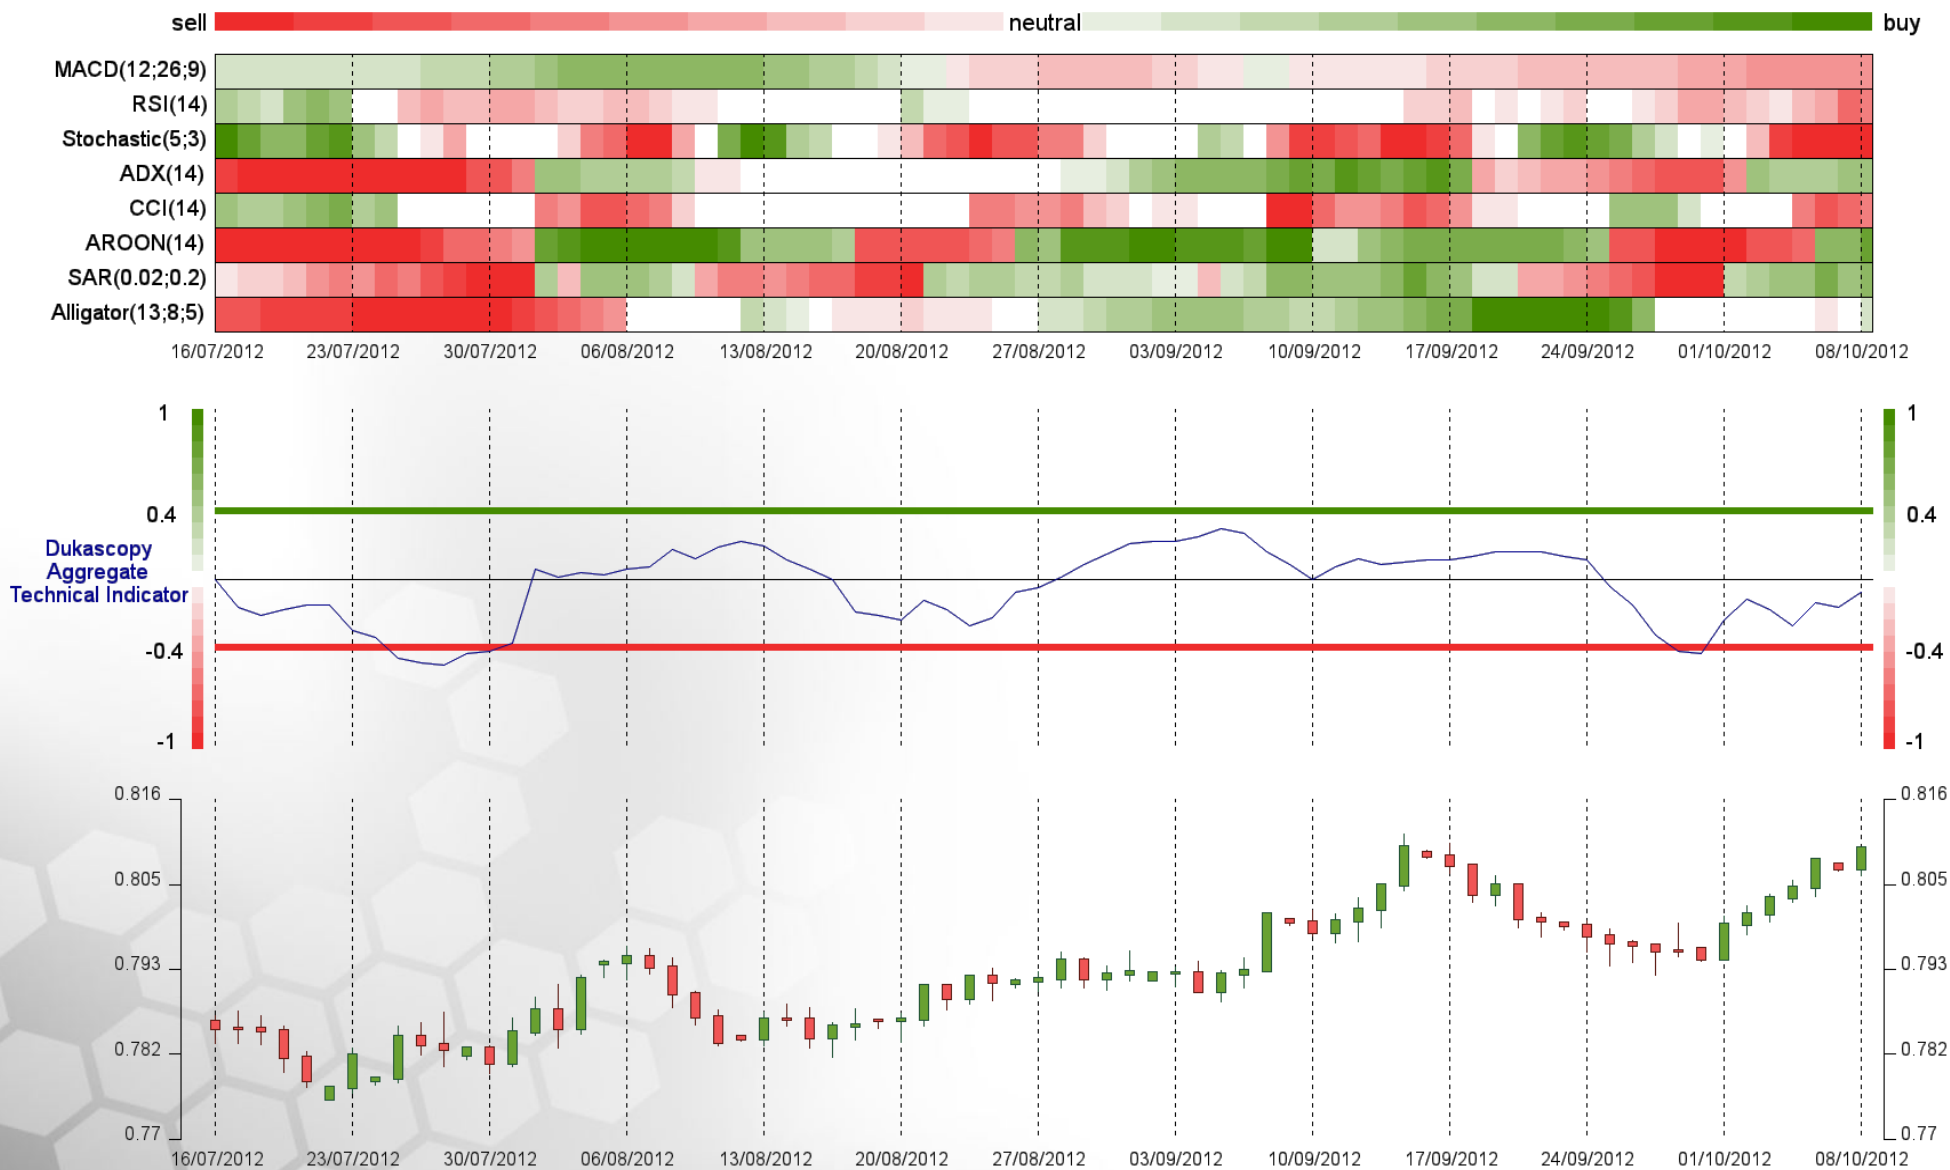 sell neutral buy
MACD(12;26;9)
RSI(14)
Stochastic(5;3)
ADX(14)
CCI(14)
AROON(14)
SAR(0.02;0.2)
Alligator(13;8;5)
16/07/2012 23/07/2012 30/07/2012 06/08/2012 13/08/2012 20/08/2012 27/08/2012 03/09/2012 10/09/2012 17/09/2012 24/09/2012 01/10/2012 08/10/2012
1 1
0.4 0.4
Dukascopy
Aggregate
Technical Indicator
-0.4 -0.4
-1 -1
0.816 0.816
0.805 0.805
0.793 0.793
0.782 0.782
0.77 0.77
16/07/2012 23/07/2012 30/07/2012 06/08/2012 13/08/2012 20/08/2012 27/08/2012 03/09/2012 10/09/2012 17/09/2012 24/09/2012 01/10/2012 08/10/2012